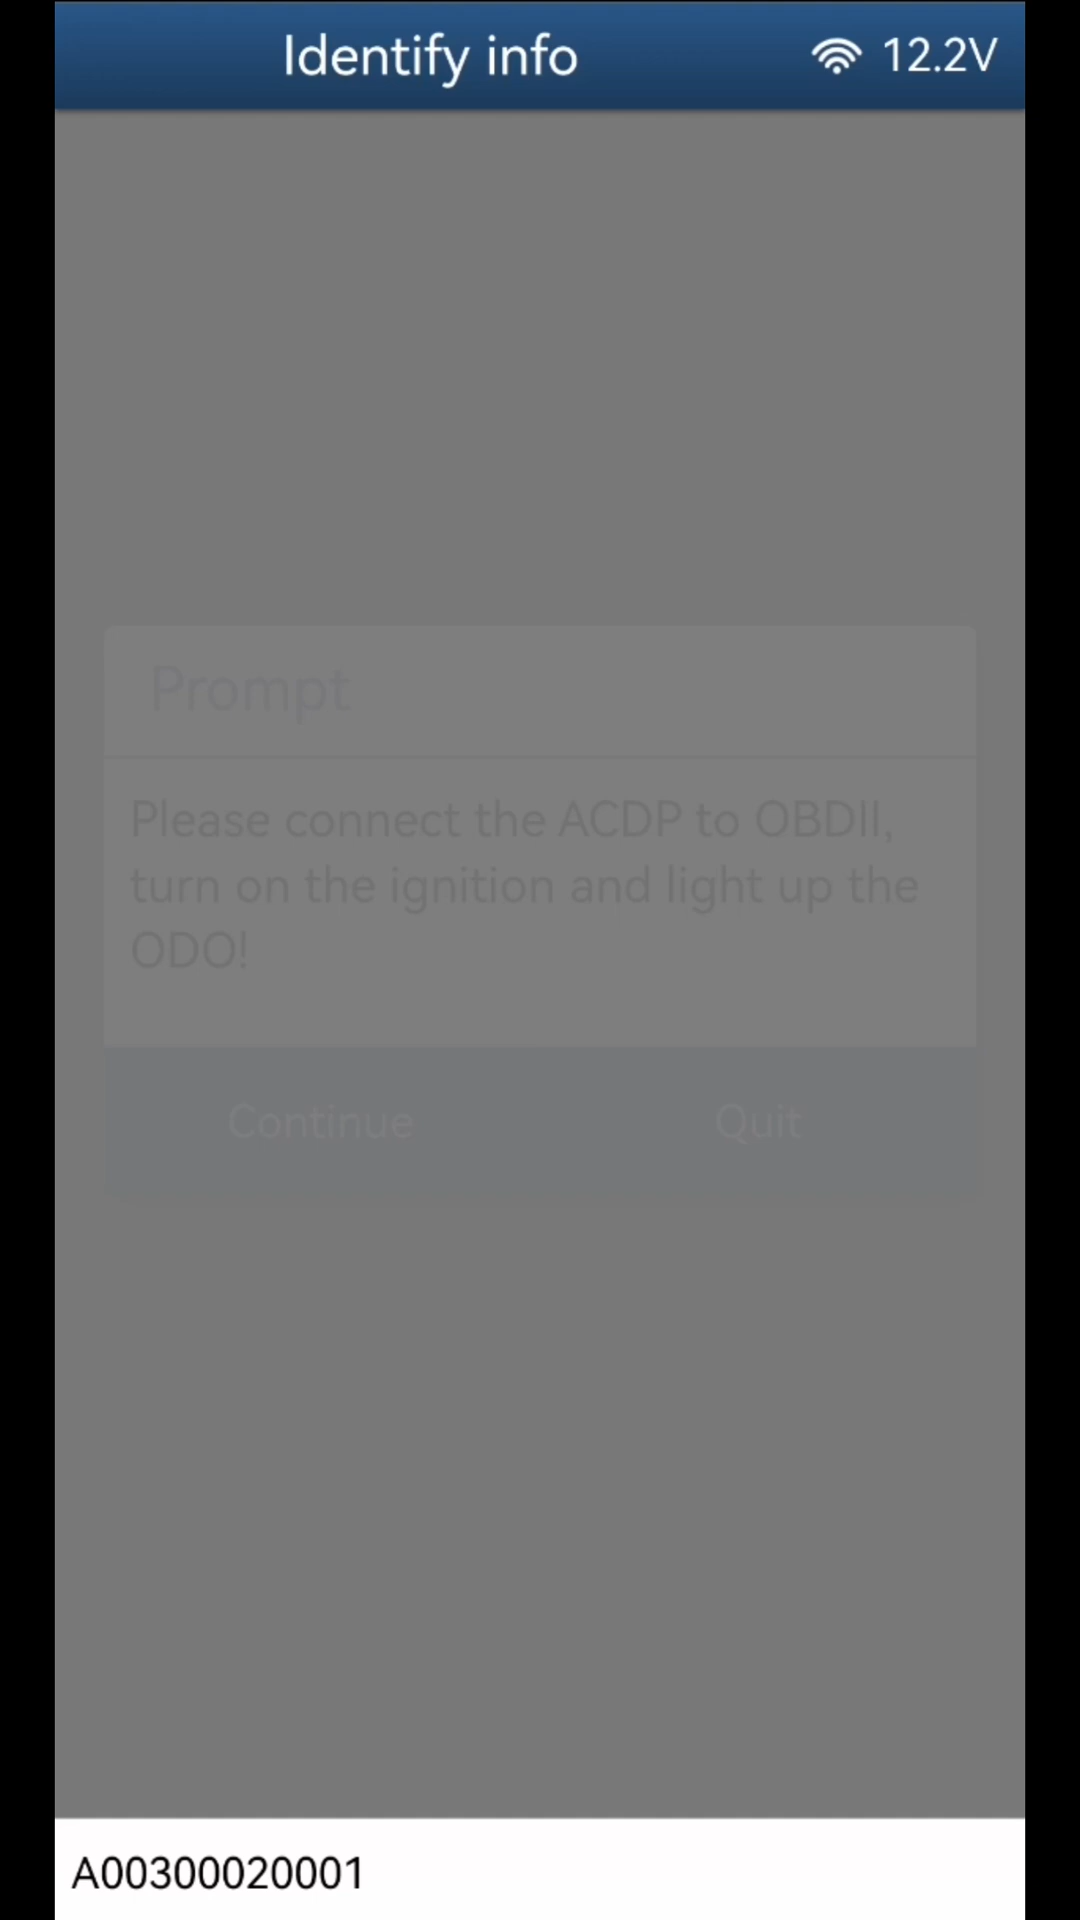 Identify info
12.2V
Prompt
Please connect the ACDP to OBDII,
turn on the ignition and light up the
ODO!
Continue
Quit
A00300020001